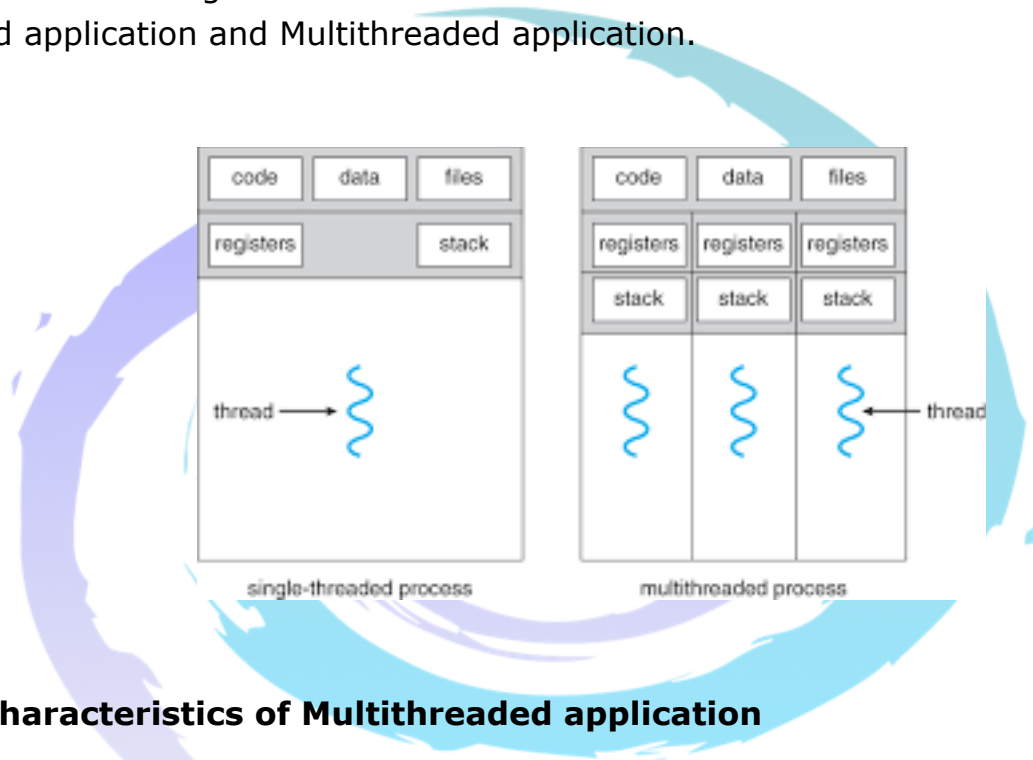 application and Multithreaded application.
code data files
registers stack
thread
single-threaded process
code data files
registers registers registers
stack stack stack
thread
multithreaded process
haracteristics of Multithreaded application